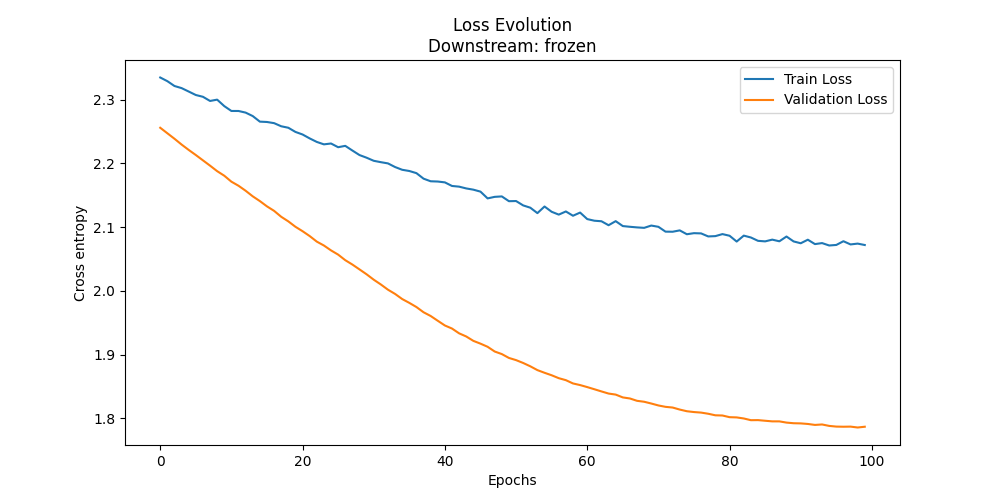 Loss Evolution
Downstream: frozen
Train Loss
Validation Loss
Cross entropy
2.3
2.2
2.1
2.0
1.9
1.8
0 20 40 60 80 100
Epochs